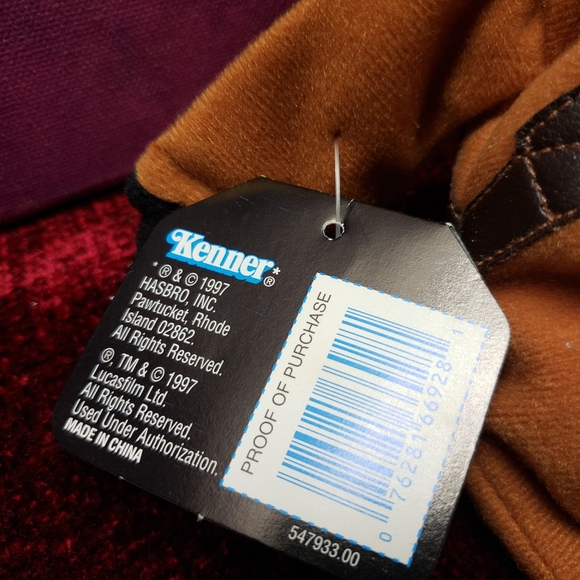 Kenner*
®
*® & © 1997
HASBRO, INC.
Pawtucket, Rhode
Island 02862
All Rights Reserved.
® TM & © 1997
Lucasfilm Ltd.
All Rights Reserved.
Used Under Authorization.
MADE IN CHINA
PROOF OF PURCHASE
0 76281 66928 1
547933.00